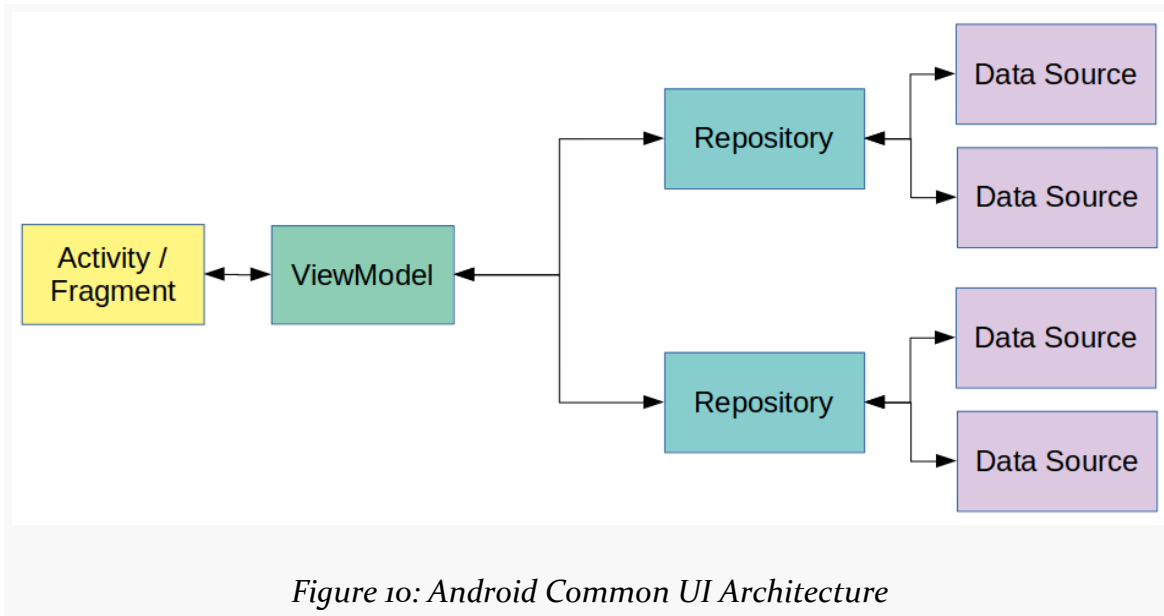 Data Source
Repository
Data Source
Activity /
Fragment
ViewModel
Data Source
Repository
Data Source
Figure 10: Android Common UI Architecture